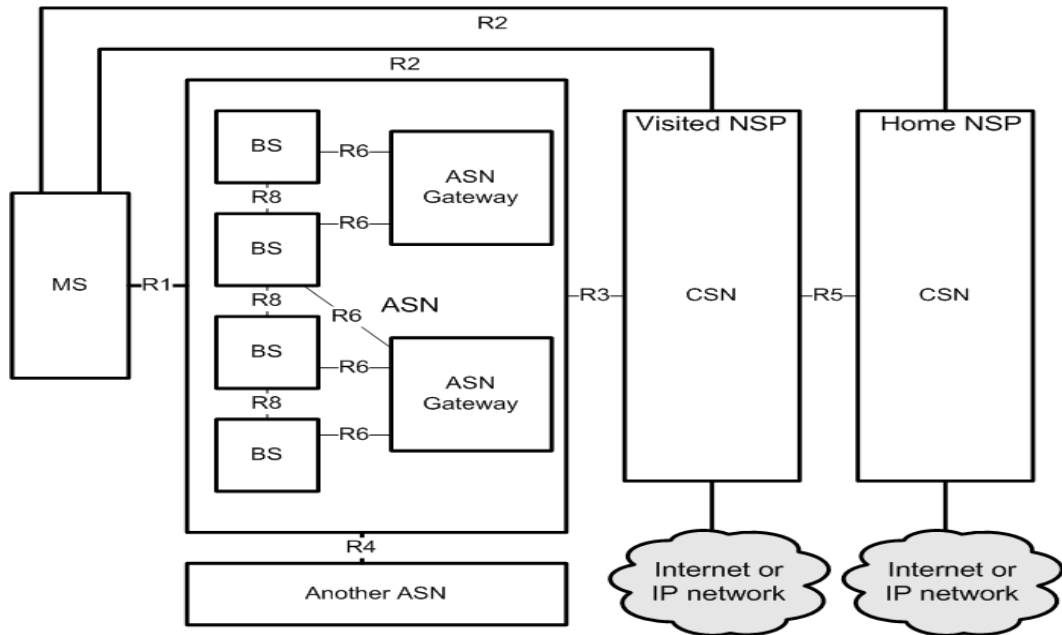 R2
R2
BS
R6
ASN
Gateway
R8
R6
BS
R8
ASN
R6
BS
R6
ASN
Gateway
R8
R6
BS
MS
R1
R3
Visited NSP
CSN
R5
Home NSP
CSN
R4
Another ASN
Internet or
IP network
Internet or
IP network